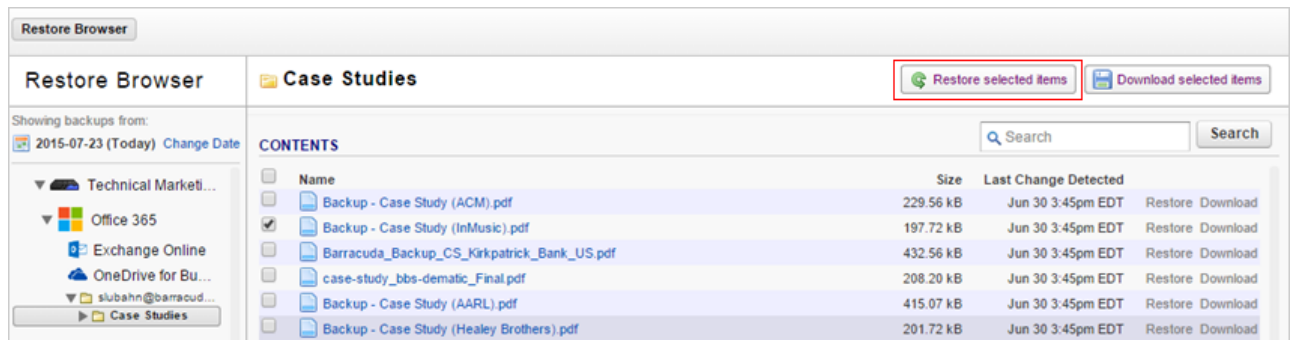 Restore Browser
Restore Browser
Case Studies
Restore selected items
Download selected items
Showing backups from:
2015-07-23 (Today) Change Date
Technical Marketi...
Office 365
Exchange Online
OneDrive for Bu...
slubahn@barracud...
Case Studies
CONTENTS
Search
Search
Name Size Last Change Detected
Backup - Case Study (ACM).pdf 229.56 kB Jun 30 3:45pm EDT Restore Download
Backup - Case Study (InMusic).pdf 197.72 kB Jun 30 3:45pm EDT Restore Download
Barracuda_Backup_CS_Kirkpatrick_Bank_US.pdf 432.56 kB Jun 30 3:45pm EDT Restore Download
case-study_bbs-dematic_Final.pdf 208.20 kB Jun 30 3:45pm EDT Restore Download
Backup - Case Study (AARL).pdf 415.07 kB Jun 30 3:45pm EDT Restore Download
Backup - Case Study (Healey Brothers).pdf 201.72 kB Jun 30 3:45pm EDT Restore Download